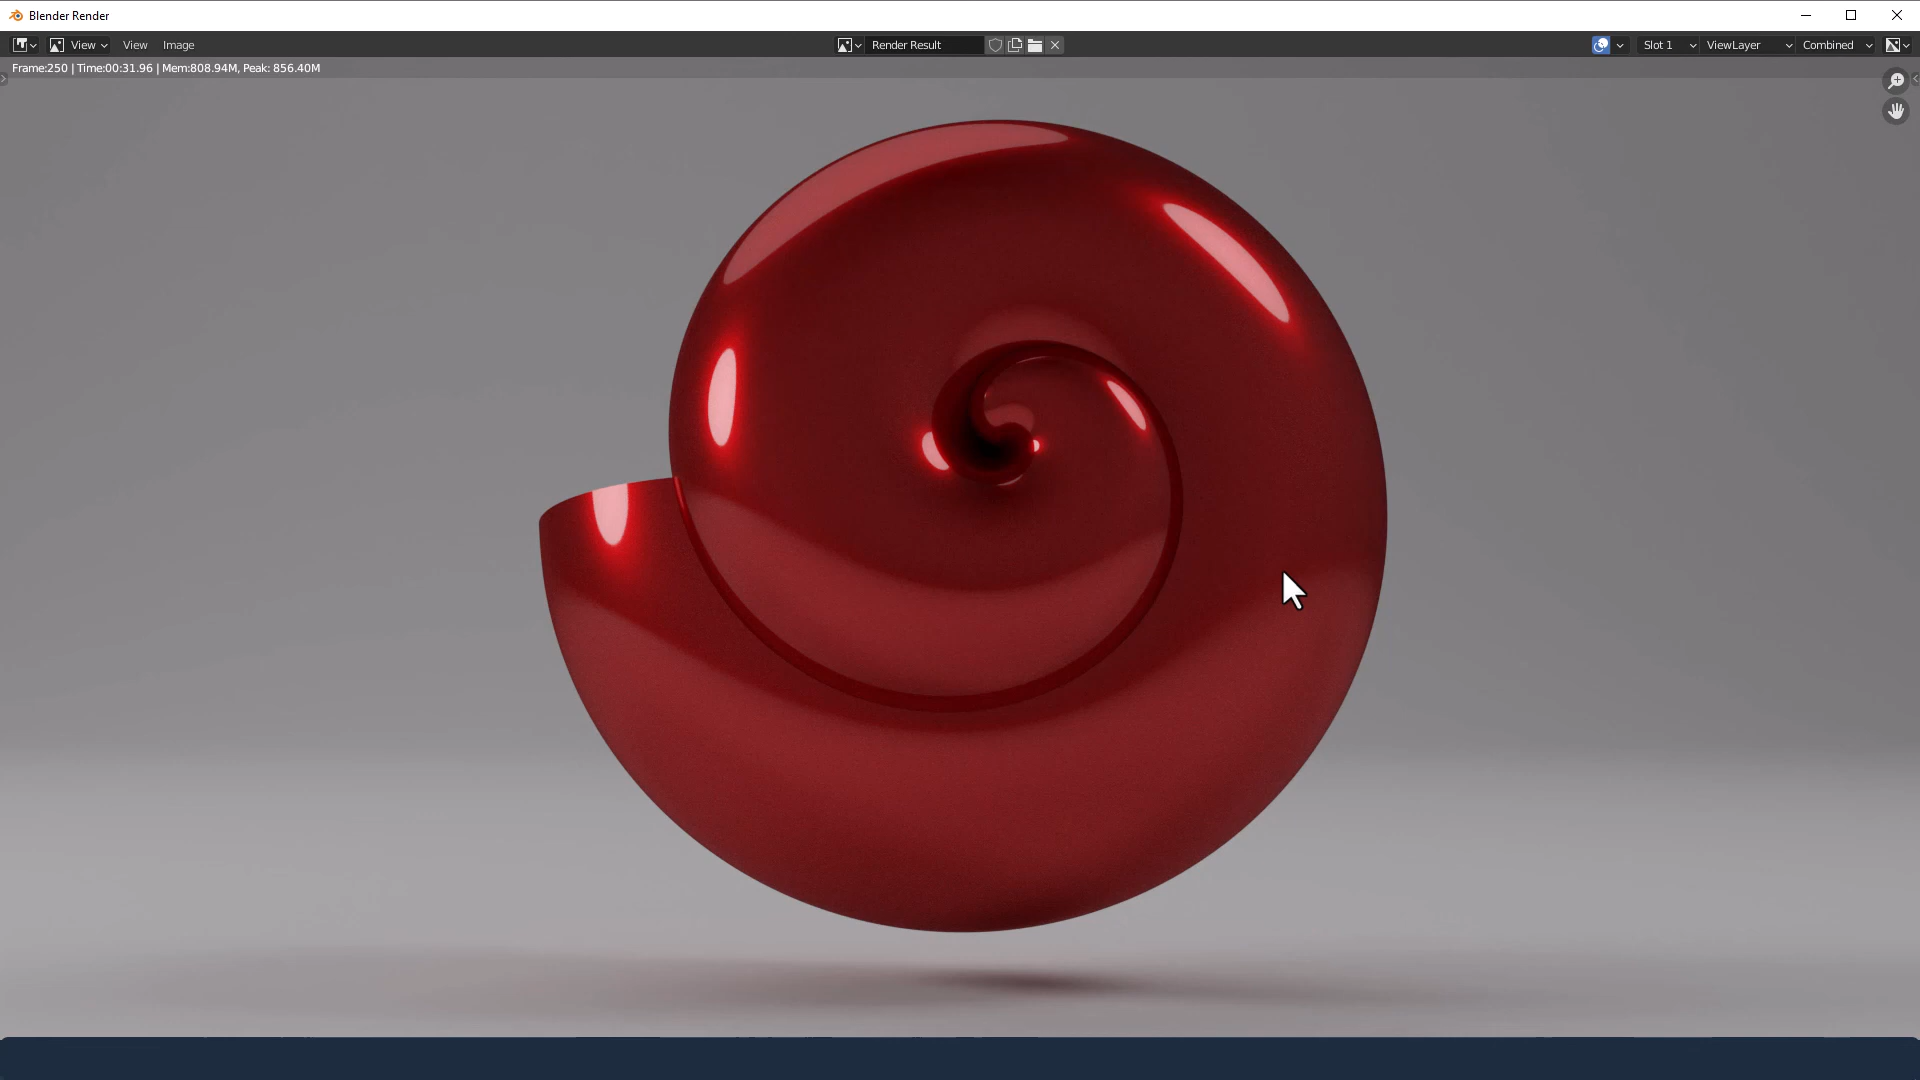 Blender Render
View View Image Render Result Slot 1 ViewLayer Combined
Frame:250 | Time:00:31.96 | Mem:808.94M, Peak: 856.40M